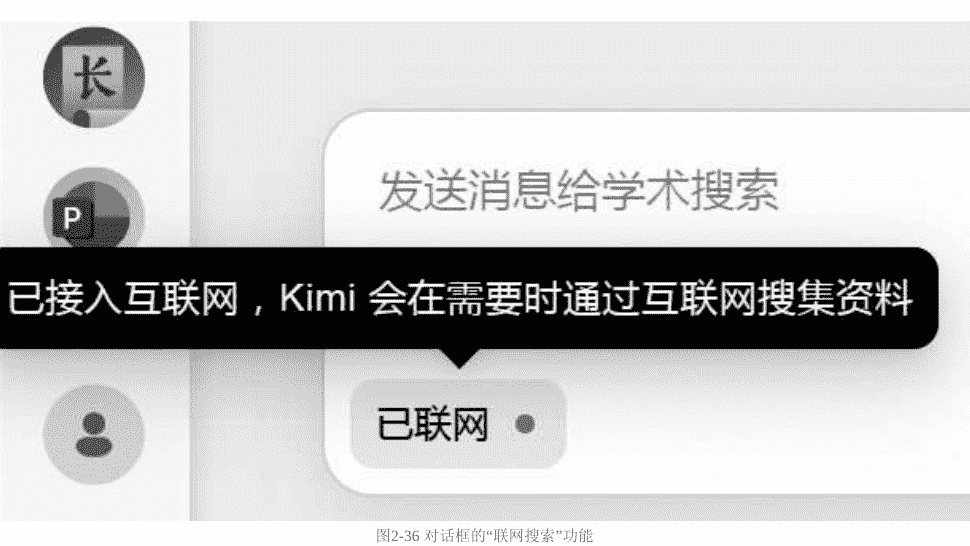 长
P
发送消息给学术搜索
已接入互联网，Kimi 会在需要时通过互联网搜集资料
已联网
图2-36 对话框的“联网搜索”功能